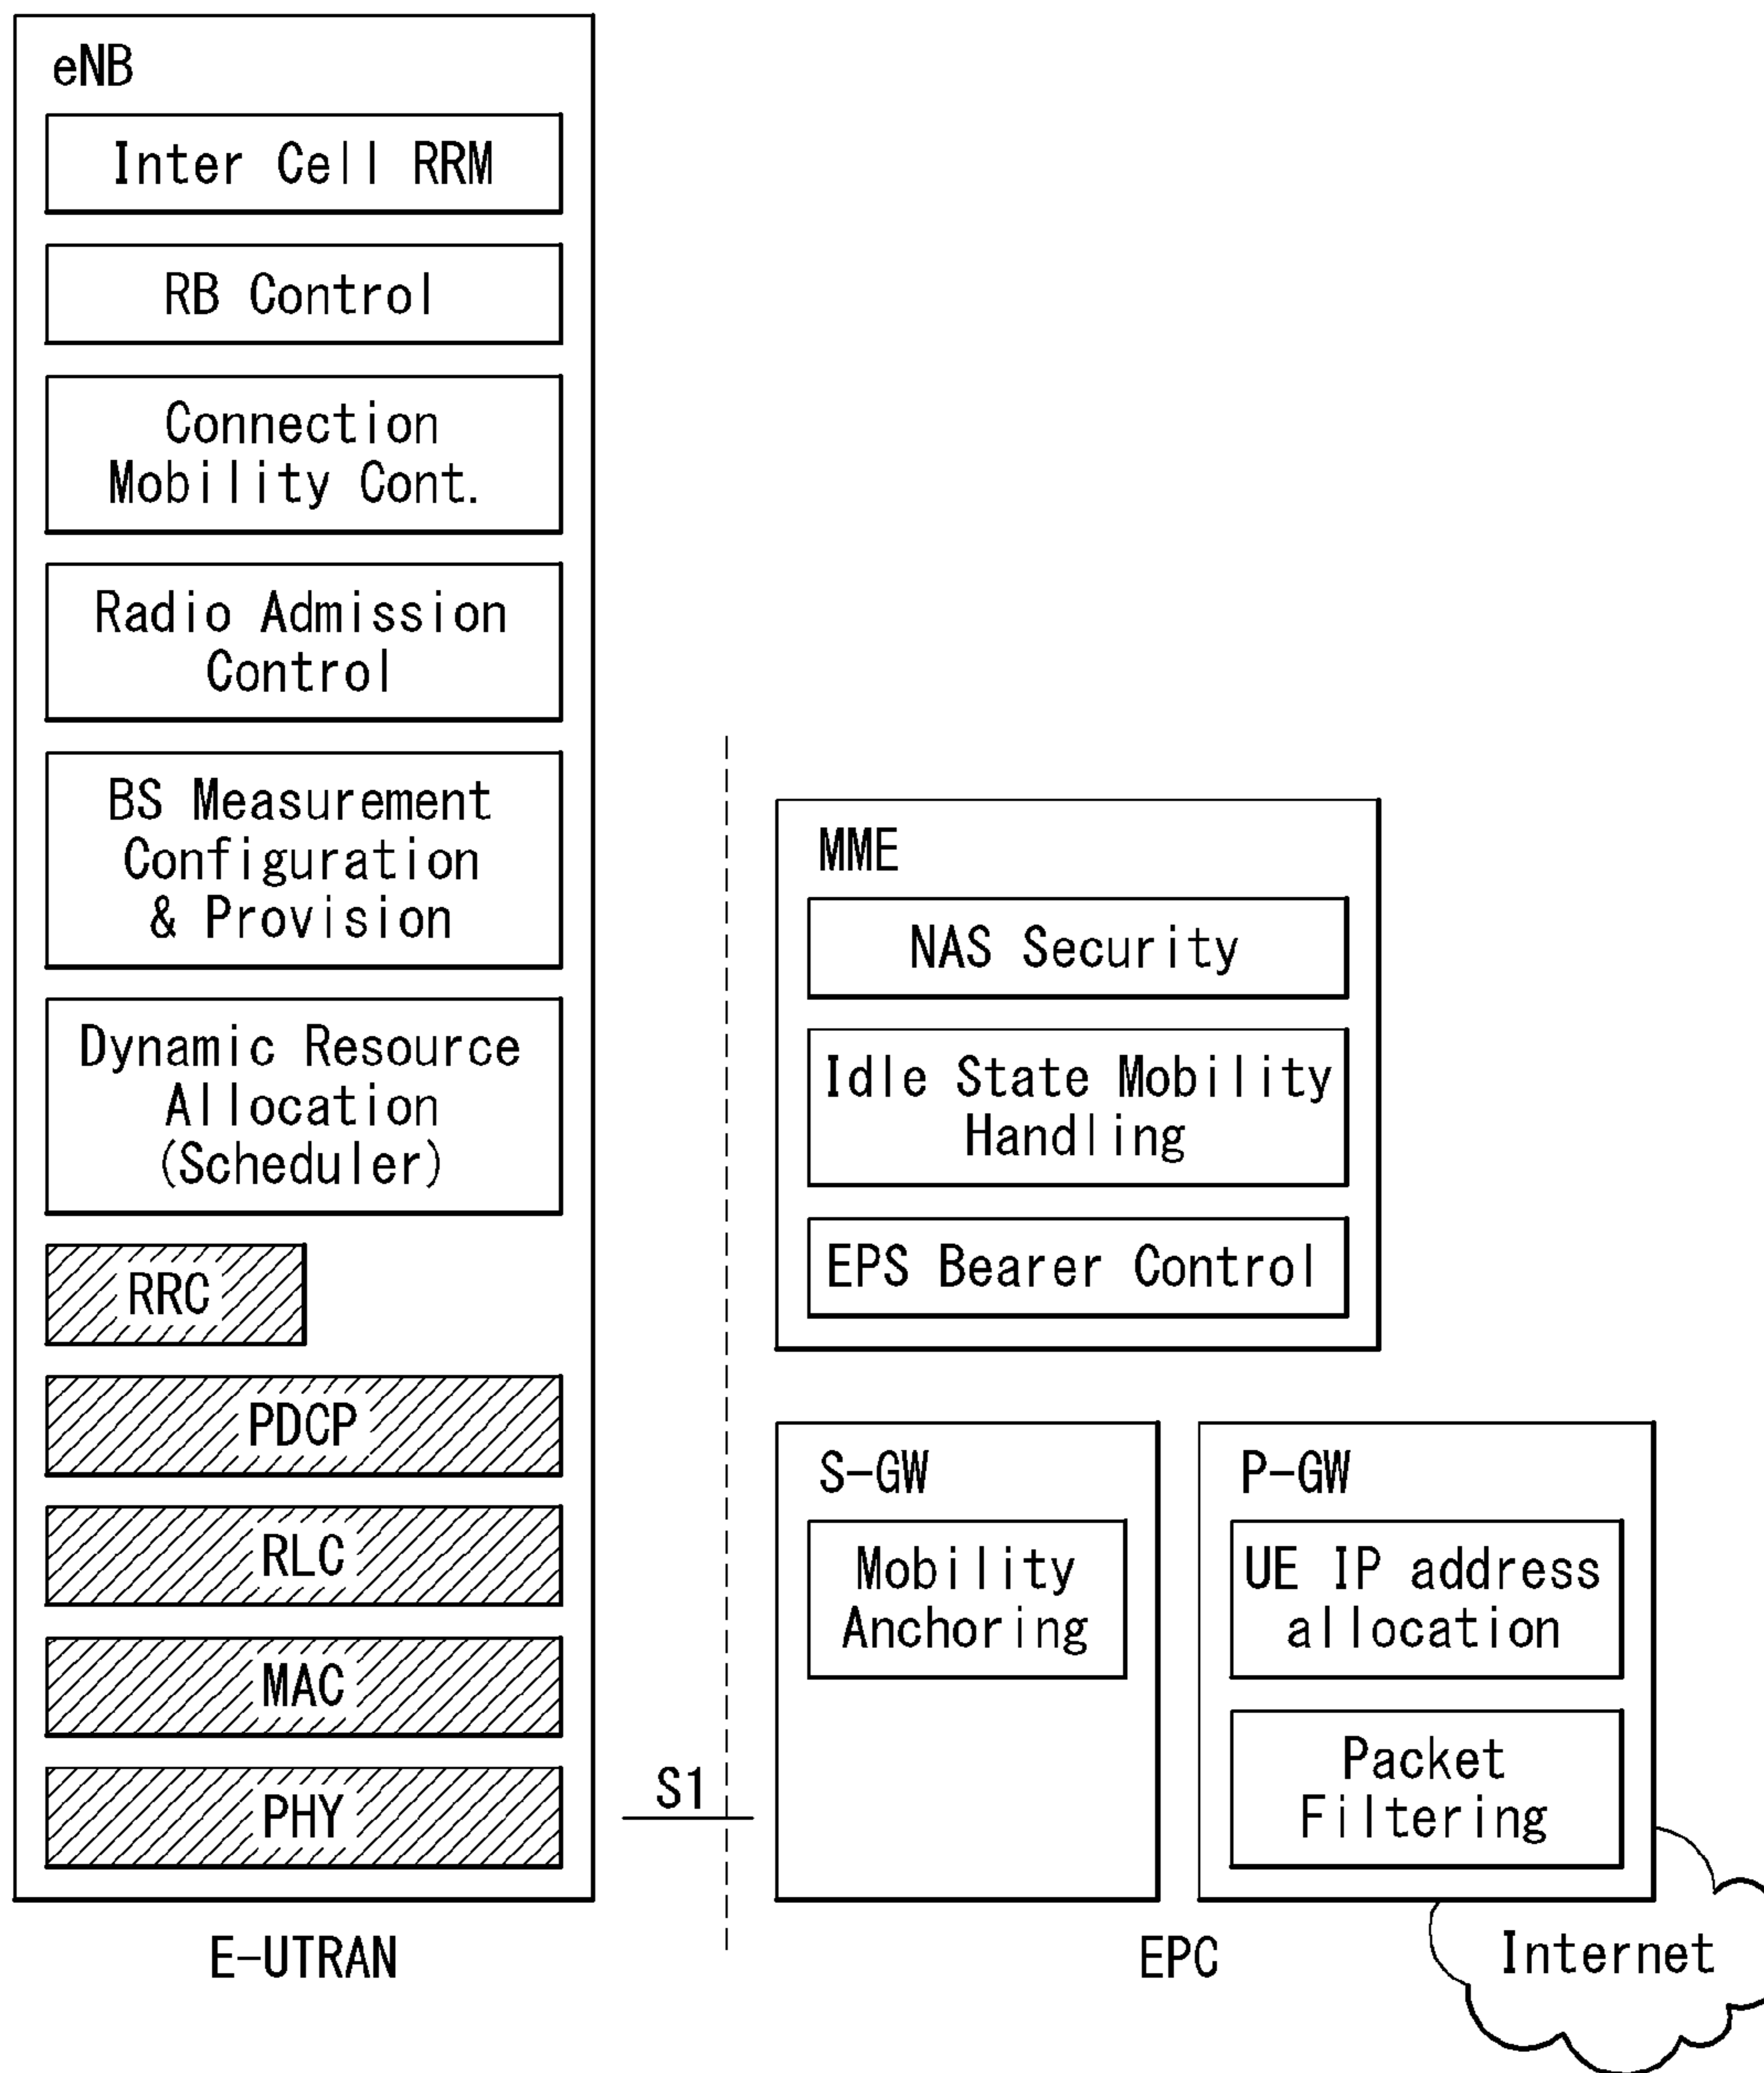 eNB
Inter Cell RRM
RB Control
Connection
Mobility Cont.
Radio Admission
Control
BS Measurement
Configuration
& Provision
Dynamic Resource
Allocation
(Scheduler)
RRC
PDCP
RLC
MAC
PHY
E-UTRAN
S1
MME
NAS Security
Idle State Mobility
Handling
EPS Bearer Control
S-GW
Mobility
Anchoring
P-GW
UE IP address
allocation
Packet
Filtering
EPC
Internet